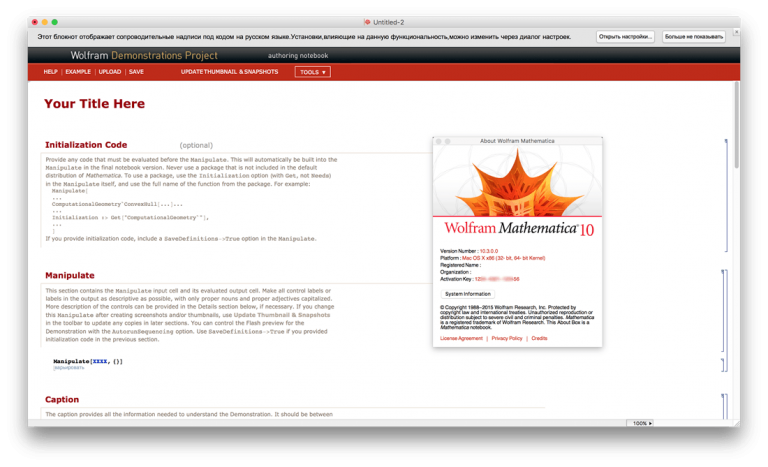 Untitled-2
Этот блокнот отображает сопроводительные надписи под кодом на русском языке.Установки,влияющие на данную функциональность,можно изменить через диалог настроек.
Открыть настройки...
Больше не показывать
Wolfram Demonstrations Project
authoring notebook
HELP | EXAMPLE | UPLOAD | SAVE
UPDATE THUMBNAIL & SNAPSHOTS
TOOLS ▼
Your Title Here
Initialization Code
(optional)
Provide any code that must be evaluated before the Manipulate. This will automatically be built into the
Manipulate in the final notebook version. Never use a package that is not included in the default
distribution of Mathematica. To use a package, use the Initialization option (with Get, not Needs)
in the Manipulate itself, and use the full name of the function from the package. For example:
Manipulate[
...
ComputationalGeometry`ConvexHull[...]...
...
Initialization :> Get["ComputationalGeometry`"],
...
]
If you provide initialization code, include a SaveDefinitions->True option in the Manipulate.
Manipulate
This section contains the Manipulate input cell and its evaluated output cell. Make all control labels or
labels in the output as descriptive as possible, with only proper nouns and proper adjectives capitalized.
More description of the controls can be provided in the Details section below, if necessary. If you change
this Manipulate after creating screenshots and/or thumbnails, use Update Thumbnail & Snapshots
in the toolbar to update any copies in later sections. You can control the Flash preview for the
Demonstration with the AutorunSequencing option. Use SaveDefinitions->True if you provided
initialization code in the previous section.
Manipulate[XXXX, {}]
Caption
The caption provides all the information needed to understand the Demonstration. It should be between
100% ▶
About Wolfram Mathematica
Wolfram Mathematica 10
Version Number : 10.3.0.0
Platform : Mac OS X x86 (32- bit, 64- bit Kernel)
Registered Name :
Organization :
Activation Key :
System Information
© Copyright 1988–2015 Wolfram Research, Inc. Protected by
copyright law and international treaties. Unauthorized reproduction or
distribution subject to severe civil and criminal penalties. Mathematica
is a registered trademark of Wolfram Research. This About Box is a
Mathematica notebook.
License Agreement | Privacy Policy | Credits